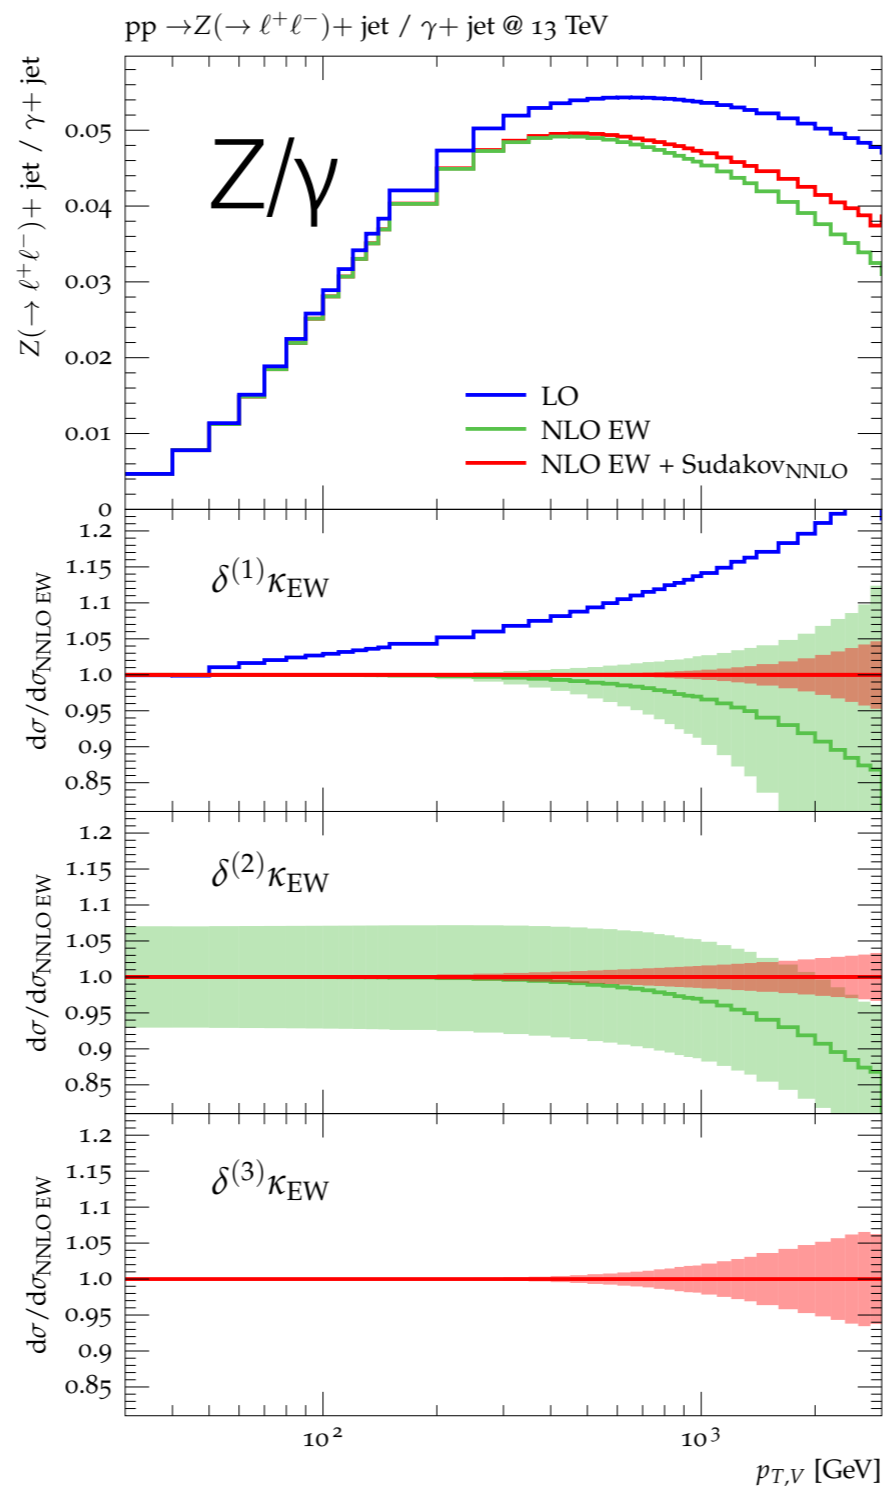 pp →Z(→ ℓ⁺ℓ⁻)+ jet / γ+ jet @ 13 TeV
Z(→ ℓ⁺ℓ⁻)+ jet / γ+ jet
0.05
0.04
0.03
0.02
0.01
0
Z/γ
LO
NLO EW
NLO EW + Sudakov_NNLO
dσ/dσ_NNLO EW
1.2
1.15
1.1
1.05
1.0
0.95
0.9
0.85
δ⁽¹⁾κ_EW
dσ/dσ_NNLO EW
1.2
1.15
1.1
1.05
1.0
0.95
0.9
0.85
δ⁽²⁾κ_EW
dσ/dσ_NNLO EW
1.2
1.15
1.1
1.05
1.0
0.95
0.9
0.85
δ⁽³⁾κ_EW
10²
10³
p_T,V [GeV]